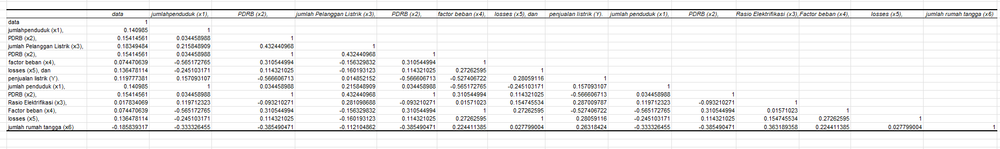 data jumlahpenduduk (x1), PDRB (x2), jumlah Pelanggan Listrik (x3), PDRB (x2), factor beban (x4), losses (x5), dan penjualan listrik (Y). jumlah penduduk (x1), PDRB (x2), Rasio Elektrifikasi (x3), Factor beban (x4), losses (x5), jumlah rumah tangga (x6)
data 1
jumlahpenduduk (x1), 0.140985 1
PDRB (x2), 0.15414561 0.034458988 1
jumlah Pelanggan Listrik (x3), 0.18349484 0.215848909 0.432440968 1
PDRB (x2), 0.15414561 0.034458988 1 0.432440968 1
factor beban (x4), 0.074470639 -0.565172765 0.310544994 -0.156329832 0.310544994 1
losses (x5), dan 0.136478114 -0.245103171 0.114321025 -0.160193123 0.114321025 0.27262595 1
penjualan listrik (Y). 0.119777381 0.157093107 -0.566606713 0.014852152 -0.566606713 -0.527406722 0.28059116 1
jumlah penduduk (x1), 0.140985 1 0.034458988 0.215848909 0.034458988 -0.565172765 -0.245103171 0.157093107 1
PDRB (x2), 0.15414561 0.034458988 1 0.432440968 1 0.310544994 0.114321025 -0.566606713 0.034458988 1
Rasio Elektrifikasi (x3), 0.017834069 0.119712323 -0.093210271 0.281098688 -0.093210271 0.01571023 0.154745534 0.287009787 0.119712323 -0.093210271 1
Factor beban (x4), 0.074470639 -0.565172765 0.310544994 -0.156329832 0.310544994 1 0.27262595 -0.527406722 -0.565172765 0.310544994 0.01571023 1
losses (x5), 0.136478114 -0.245103171 0.114321025 -0.160193123 0.114321025 0.27262595 1 0.28059116 -0.245103171 0.114321025 0.154745534 0.27262595 1
jumlah rumah tangga (x6) -0.185839317 -0.333326455 -0.385490471 -0.112104862 -0.385490471 0.224411385 0.027799004 0.26318424 -0.333326455 -0.385490471 0.363189358 0.224411385 0.027799004 1